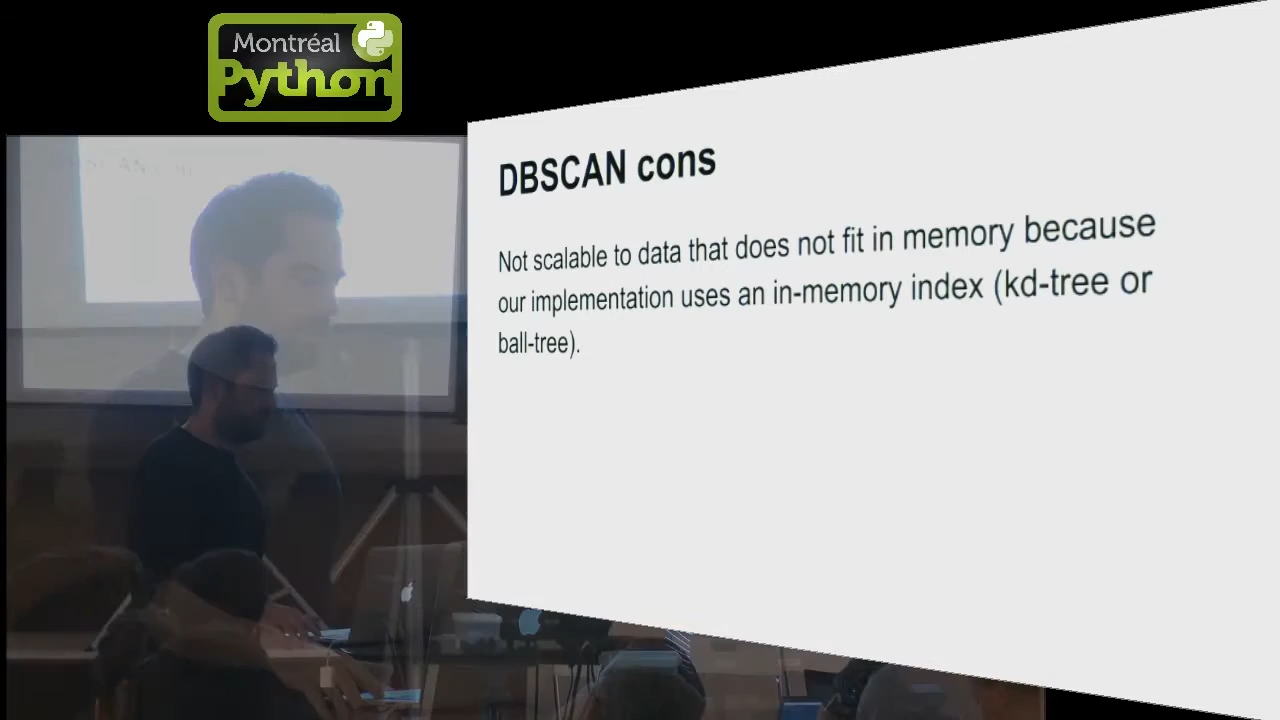 Montréal
Python
DBSCAN cons
Not scalable to data that does not fit in memory because
our implementation uses an in-memory index (kd-tree or
ball-tree).